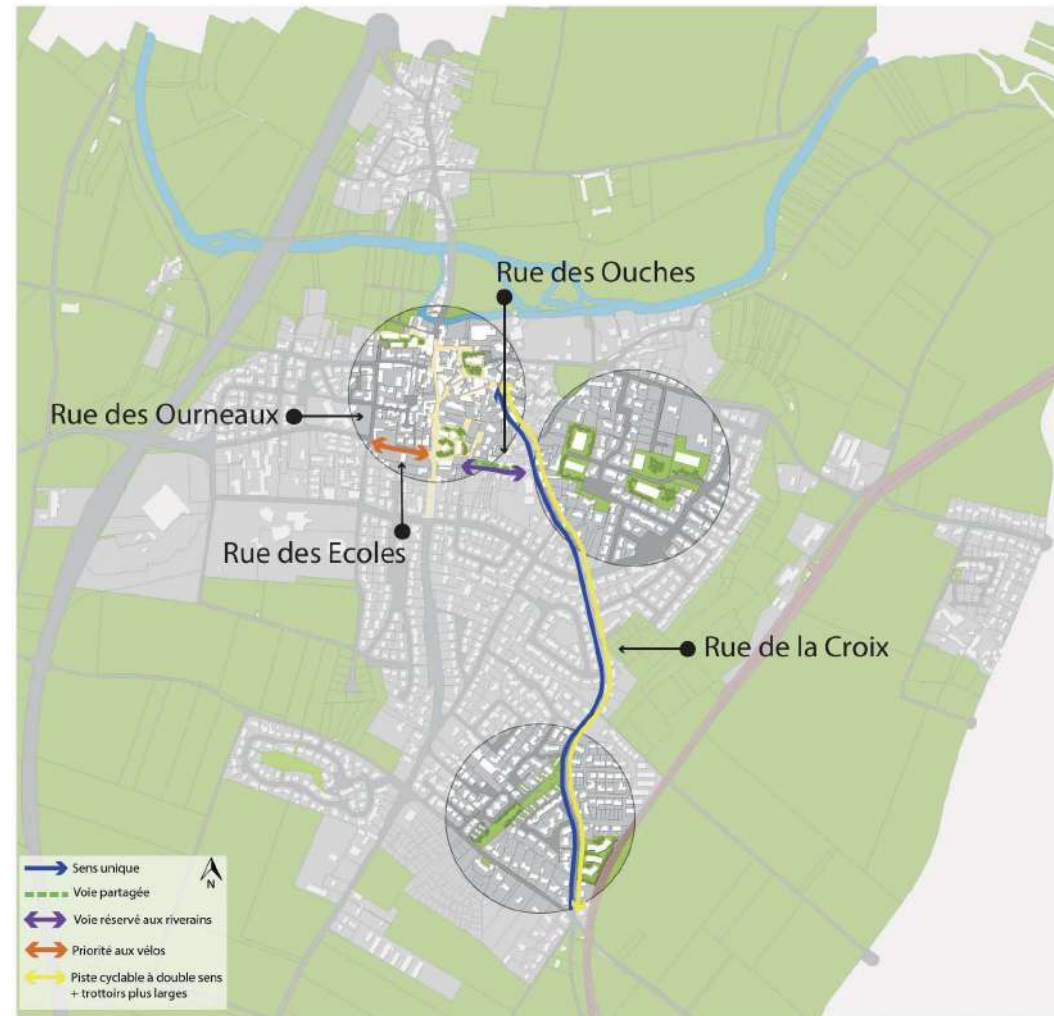 Rue des Ouches
Rue des Ourneaux
Rue des Ecoles
Rue de la Croix
Sens unique
N
Voie partagée
Voie réservé aux riverains
Priorité aux vélos
Piste cyclable à double sens
+ trottoirs plus larges